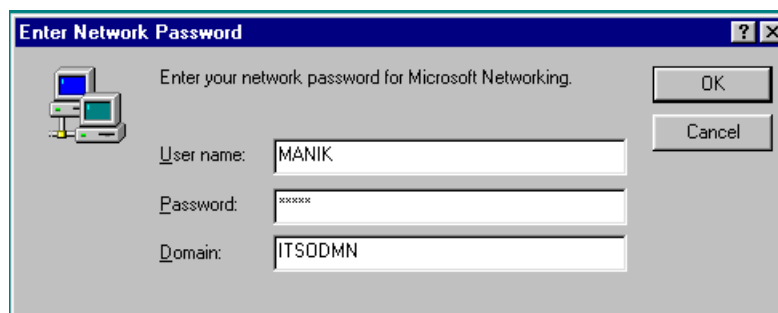 Enter Network Password
Enter your network password for Microsoft Networking.
OK
Cancel
User name: MANIK
Password: *****
Domain: ITSODMN